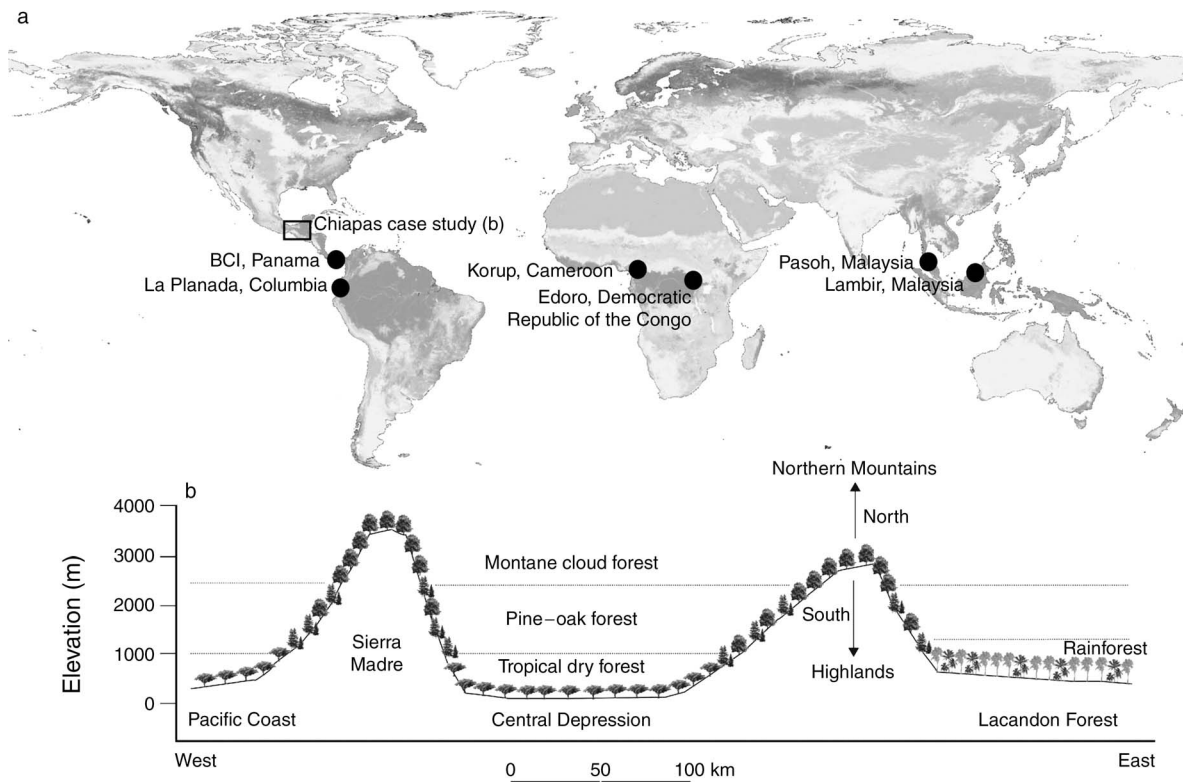 a
Chiapas case study (b)
BCI, Panama
La Planada, Columbia
Korup, Cameroon
Edoro, Democratic
Republic of the Congo
Pasoh, Malaysia
Lambir, Malaysia
b
Elevation (m)
4000
3000
2000
1000
0
Northern Mountains
North
Montane cloud forest
Pine–oak forest
South
Sierra
Madre
Tropical dry forest
Highlands
Rainforest
Pacific Coast
Central Depression
Lacandon Forest
West
East
0 50 100 km